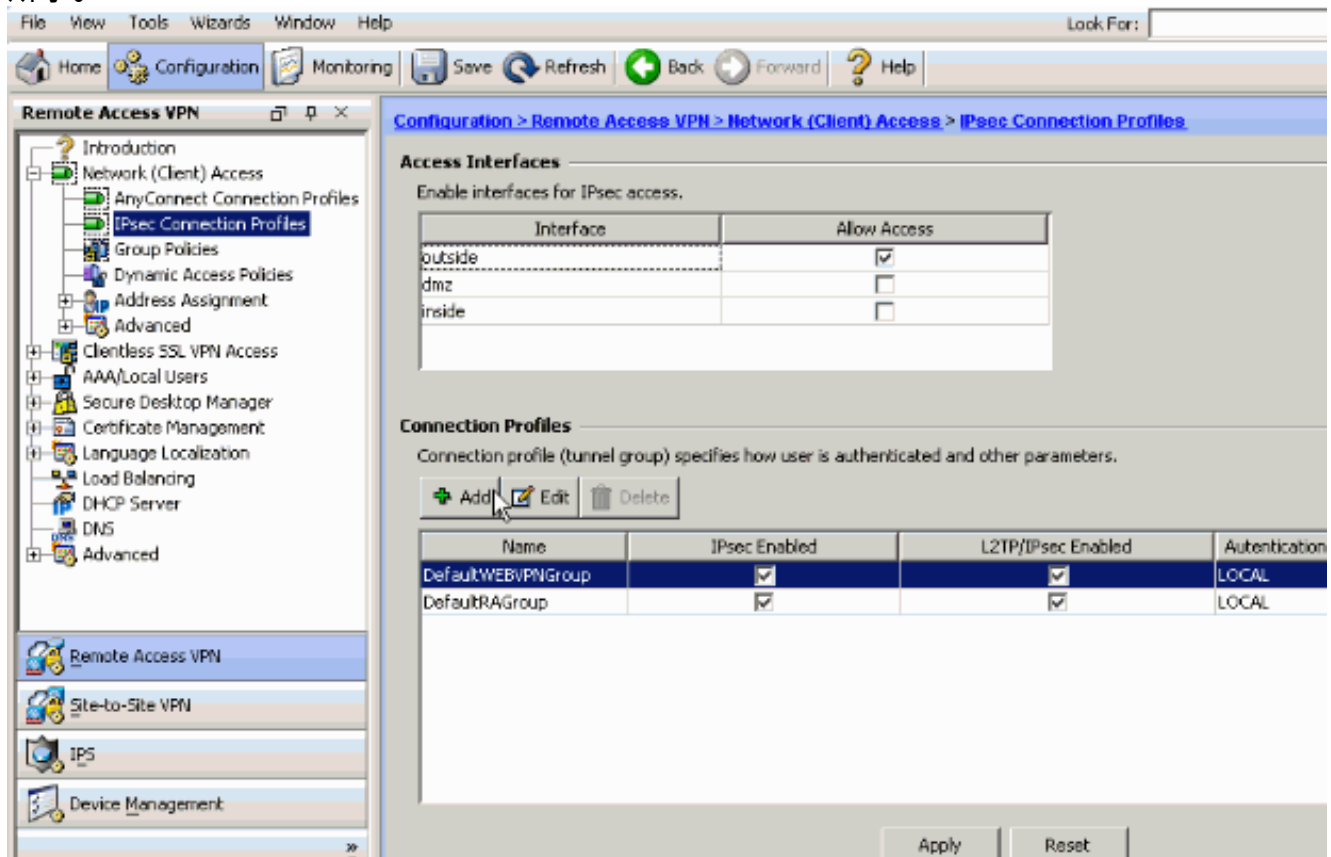 File View Tools Wizards Window Help Look For:
Home Configuration Monitoring Save Refresh Back Forward Help
Remote Access VPN
Introduction
Network (Client) Access
AnyConnect Connection Profiles
IPsec Connection Profiles
Group Policies
Dynamic Access Policies
Address Assignment
Advanced
Clientless SSL VPN Access
AAA/Local Users
Secure Desktop Manager
Certificate Management
Language Localization
Load Balancing
DHCP Server
DNS
Advanced
Remote Access VPN
Site-to-Site VPN
IPS
Device Management
Configuration > Remote Access VPN > Network (Client) Access > IPsec Connection Profiles
Access Interfaces
Enable interfaces for IPsec access.
Interface Allow Access
outside
dmz
inside
Connection Profiles
Connection profile (tunnel group) specifies how user is authenticated and other parameters.
Add Edit Delete
Name IPsec Enabled L2TP/IPsec Enabled Autentication
DefaultWEBVPNGroup LOCAL
DefaultRAGroup LOCAL
Apply Reset